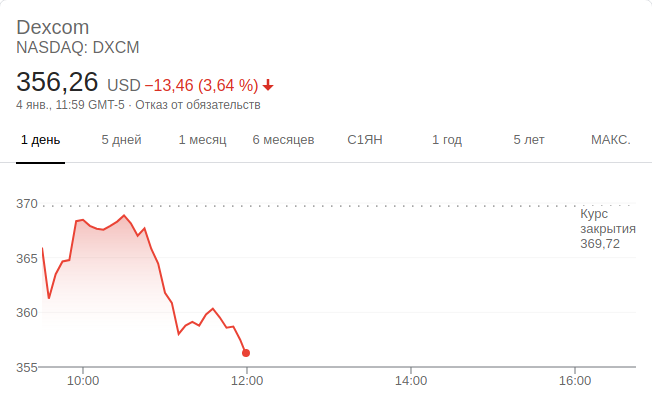 Dexcom
NASDAQ: DXCM
356,26 USD −13,46 (3,64 %)
4 янв., 11:59 GMT-5 · Отказ от обязательств
1 день 5 дней 1 месяц 6 месяцев С1ЯН 1 год 5 лет МАКС.
370
Курс
закрытия
369,72
365
360
355
10:00 12:00 14:00 16:00